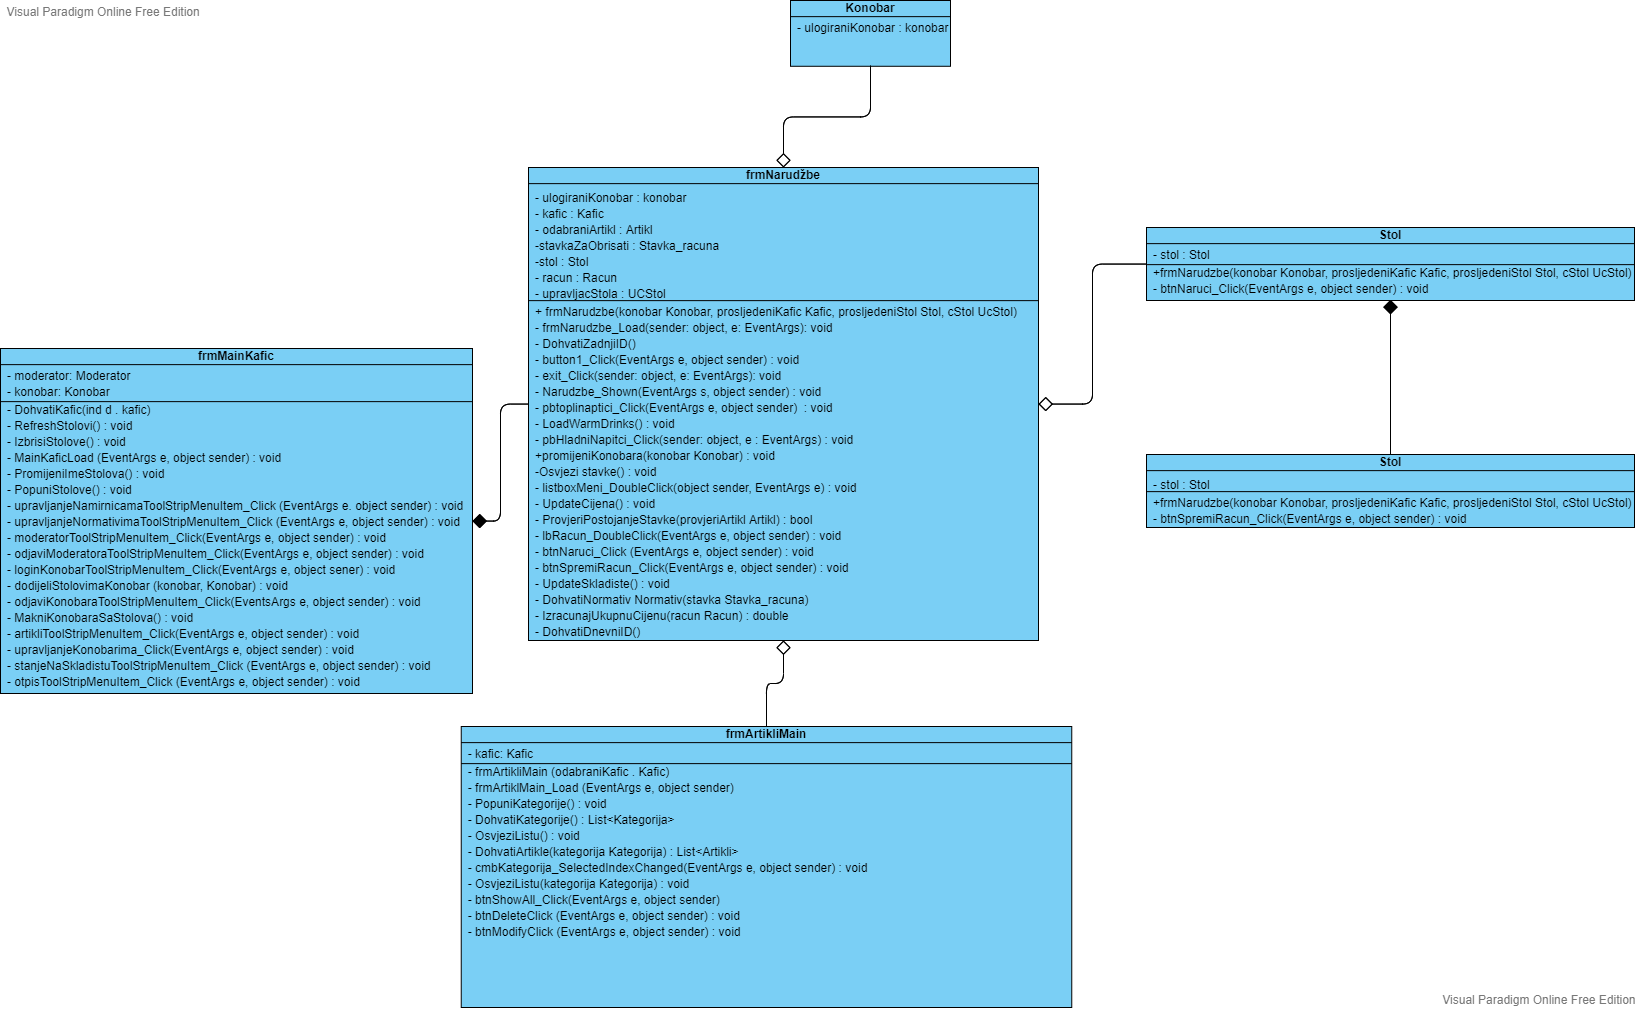 Visual Paradigm Online Free Edition
Konobar
- ulogiraniKonobar : konobar
frmNarudžbe
- ulogiraniKonobar : konobar
- kafic : Kafic
- odabraniArtikl : Artikl
-stavkaZaObrisati : Stavka_racuna
-stol : Stol
- racun : Racun
- upravljacStola : UCStol
+ frmNarudzbe(konobar Konobar, prosljedeniKafic Kafic, prosljedeniStol Stol, cStol UcStol)
- frmNarudzbe_Load(sender: object, e: EventArgs): void
- DohvatiZadnjiID()
- button1_Click(EventArgs e, object sender) : void
- exit_Click(sender: object, e: EventArgs): void
- Narudzbe_Shown(EventArgs s, object sender) : void
- pbtoplinaptici_Click(EventArgs e, object sender)  : void
- LoadWarmDrinks() : void
- pbHladniNapitci_Click(sender: object, e : EventArgs) : void
+promijeniKonobara(konobar Konobar) : void
-Osvjezi stavke() : void
- listboxMeni_DoubleClick(object sender, EventArgs e) : void
- UpdateCijena() : void
- ProvjeriPostojanjeStavke(provjeriArtikl Artikl) : bool
- lbRacun_DoubleClick(EventArgs e, object sender) : void
- btnNaruci_Click (EventArgs e, object sender) : void
- btnSpremiRacun_Click(EventArgs e, object sender) : void
- UpdateSkladiste() : void
- DohvatiNormativ Normativ(stavka Stavka_racuna)
- IzracunajUkupnuCijenu(racun Racun) : double
- DohvatiDnevniID()
Stol
- stol : Stol
+frmNarudzbe(konobar Konobar, prosljedeniKafic Kafic, prosljedeniStol Stol, cStol UcStol)
- btnNaruci_Click(EventArgs e, object sender) : void
Stol
- stol : Stol
+frmNarudzbe(konobar Konobar, prosljedeniKafic Kafic, prosljedeniStol Stol, cStol UcStol)
- btnSpremiRacun_Click(EventArgs e, object sender) : void
frmMainKafic
- moderator: Moderator
- konobar: Konobar
- DohvatiKafic(ind d . kafic)
- RefreshStolovi() : void
- IzbrisiStolove() : void
- MainKaficLoad (EventArgs e, object sender) : void
- PromijeniImeStolova() : void
- PopuniStolove() : void
- upravljanjeNamirnicamaToolStripMenuItem_Click (EventArgs e. object sender) : void
- upravljanjeNormativimaToolStripMenuItem_Click (EventArgs e, object sender) : void
- moderatorToolStripMenuItem_Click(EventArgs e, object sender) : void
- odjaviModeratoraToolStripMenuItem_Click(EventArgs e, object sender) : void
- loginKonobarToolStripMenuItem_Click(EventArgs e, object sener) : void
- dodijeliStolovimaKonobar (konobar, Konobar) : void
- odjaviKonobaraToolStripMenuItem_Click(EventsArgs e, object sender) : void
- MakniKonobaraSaStolova() : void
- artikliToolStripMenuItem_Click(EventArgs e, object sender) : void
- upravljanjeKonobarima_Click(EventArgs e, object sender) : void
- stanjeNaSkladistuToolStripMenuItem_Click (EventArgs e, object sender) : void
- otpisToolStripMenuItem_Click (EventArgs e, object sender) : void
frmArtikliMain
- kafic: Kafic
- frmArtikliMain (odabraniKafic . Kafic)
- frmArtiklMain_Load (EventArgs e, object sender)
- PopuniKategorije() : void
- DohvatiKategorije() : List<Kategorija>
- OsvjeziListu() : void
- DohvatiArtikle(kategorija Kategorija) : List<Artikli>
- cmbKategorija_SelectedIndexChanged(EventArgs e, object sender) : void
- OsvjeziListu(kategorija Kategorija) : void
- btnShowAll_Click(EventArgs e, object sender)
- btnDeleteClick (EventArgs e, object sender) : void
- btnModifyClick (EventArgs e, object sender) : void
Visual Paradigm Online Free Edition